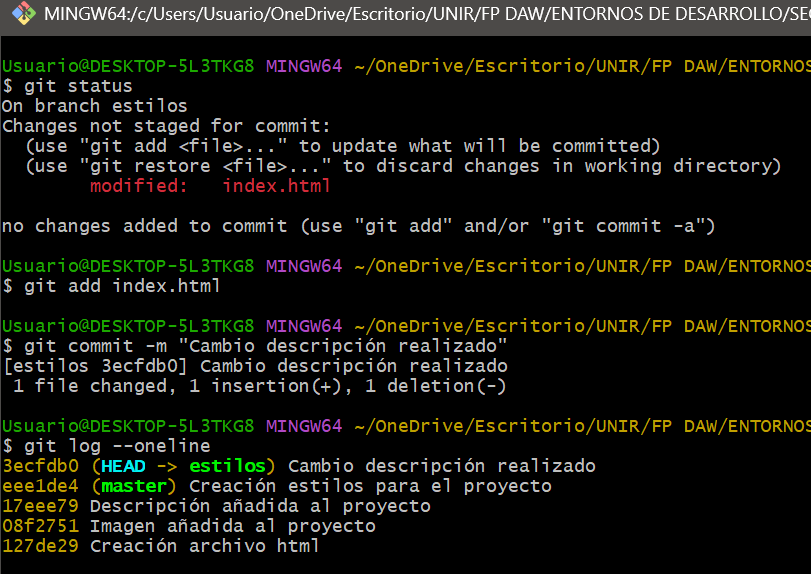 MINGW64:/c/Users/Usuario/OneDrive/Escritorio/UNIR/FP DAW/ENTORNOS DE DESARROLLO/SE
Usuario@DESKTOP-5L3TKG8 MINGW64 ~/OneDrive/Escritorio/UNIR/FP DAW/ENTORNOS
$ git status
On branch estilos
Changes not staged for commit:
  (use "git add <file>..." to update what will be committed)
  (use "git restore <file>..." to discard changes in working directory)
        modified:   index.html
no changes added to commit (use "git add" and/or "git commit -a")
Usuario@DESKTOP-5L3TKG8 MINGW64 ~/OneDrive/Escritorio/UNIR/FP DAW/ENTORNOS
$ git add index.html
Usuario@DESKTOP-5L3TKG8 MINGW64 ~/OneDrive/Escritorio/UNIR/FP DAW/ENTORNOS
$ git commit -m "Cambio descripción realizado"
[estilos 3ecfdb0] Cambio descripción realizado
 1 file changed, 1 insertion(+), 1 deletion(-)
Usuario@DESKTOP-5L3TKG8 MINGW64 ~/OneDrive/Escritorio/UNIR/FP DAW/ENTORNOS
$ git log --oneline
3ecfdb0 (HEAD -> estilos) Cambio descripción realizado
eee1de4 (master) Creación estilos para el proyecto
17eee79 Descripción añadida al proyecto
08f2751 Imagen añadida al proyecto
127de29 Creación archivo html